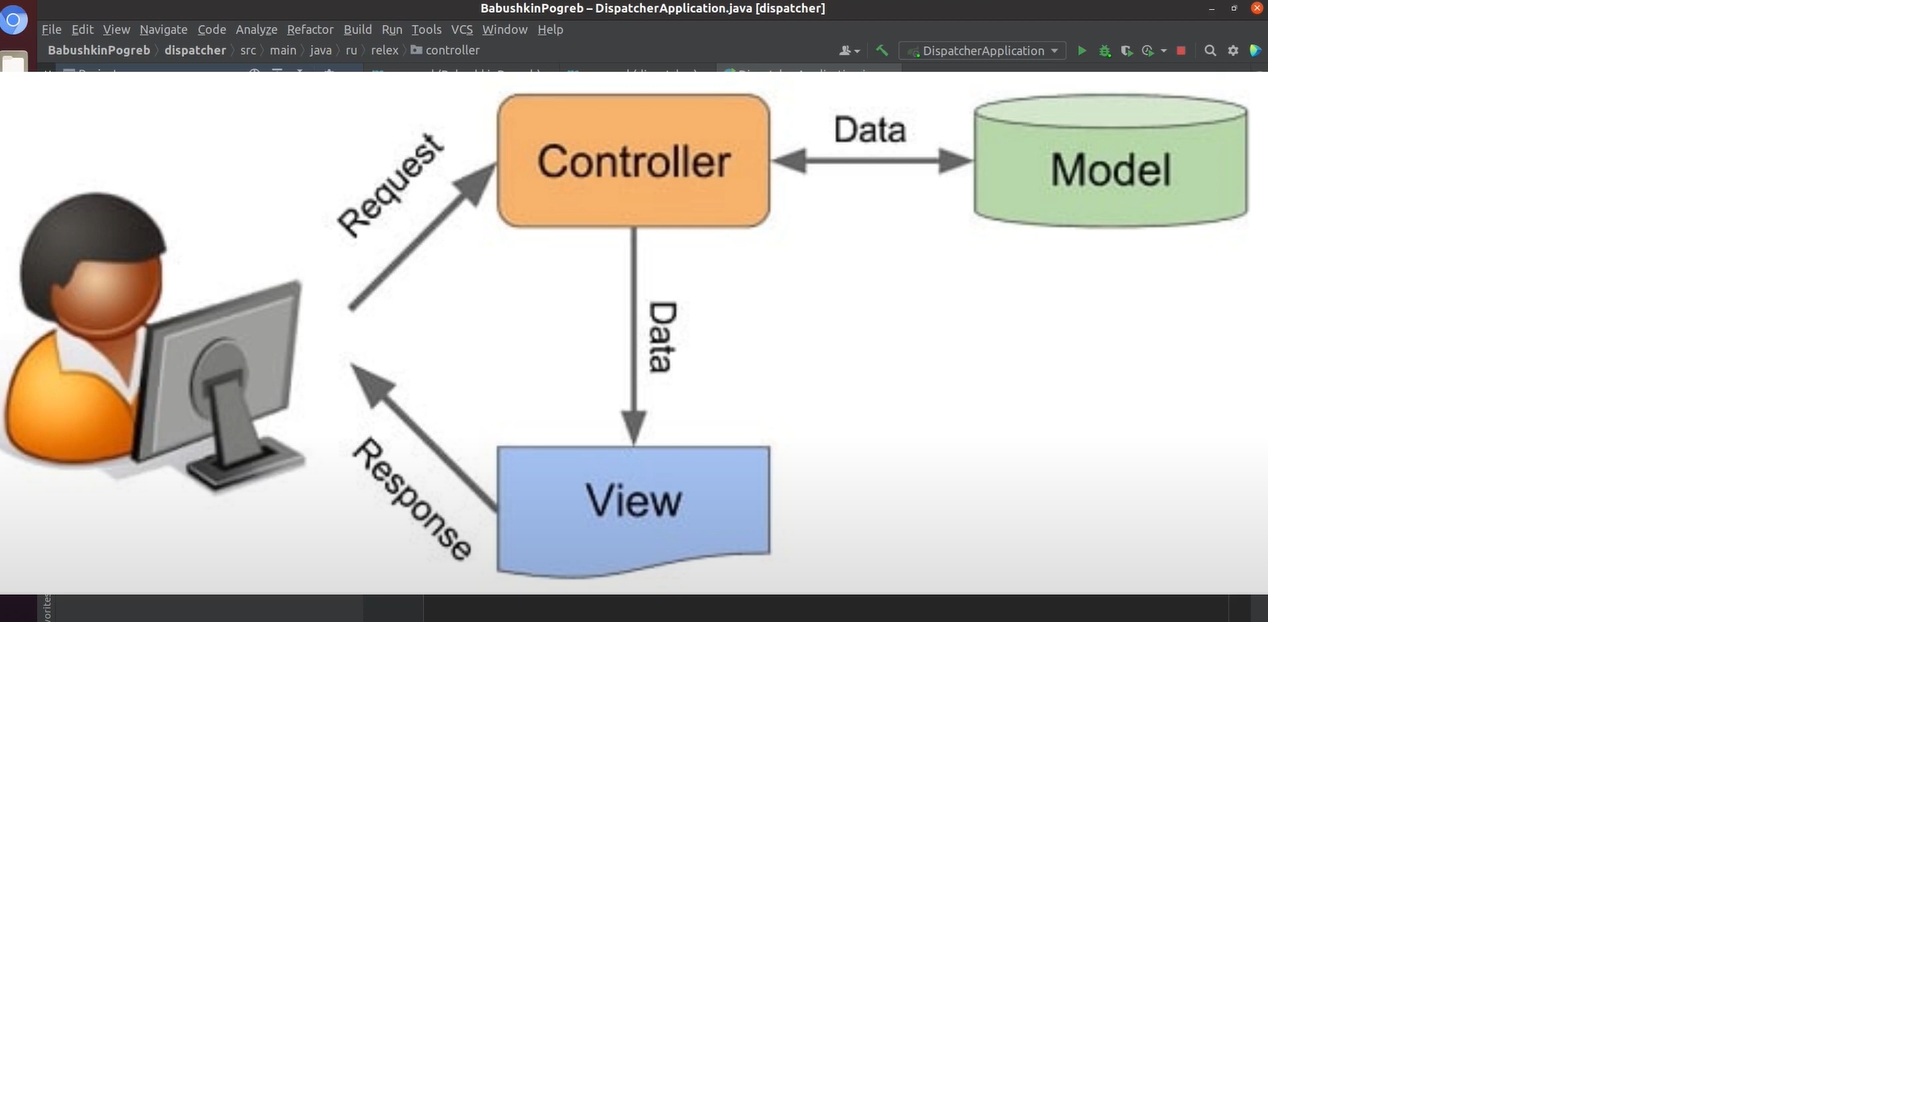 BabushkinPogreb – DispatcherApplication.java [dispatcher]
File Edit View Navigate Code Analyze Refactor Build Run Tools VCS Window Help
BabushkinPogreb dispatcher src main java ru relex controller
DispatcherApplication
Request
Controller
Data
Model
Data
Response
View